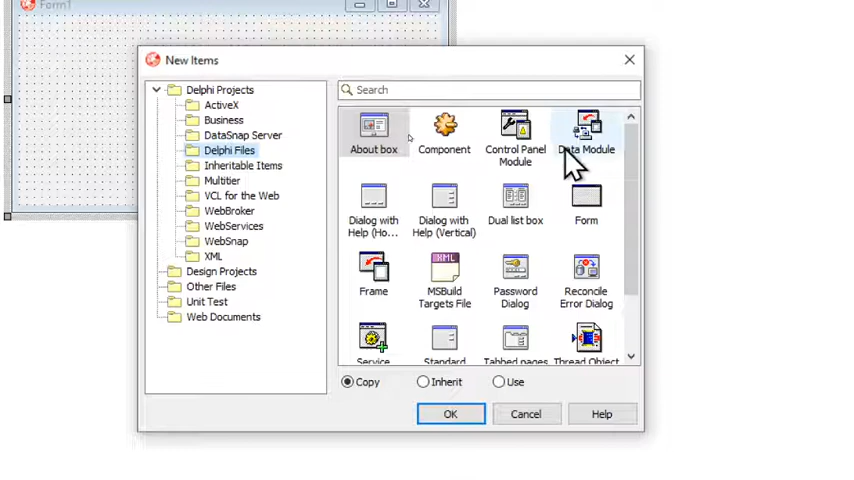 Form1
New Items
Delphi Projects
ActiveX
Business
DataSnap Server
Delphi Files
Inheritable Items
Multitier
VCL for the Web
WebBroker
WebServices
WebSnap
XML
Design Projects
Other Files
Unit Test
Web Documents
Search
About box
Component
Control Panel
Module
Data Module
Dialog with
Help (Ho...
Dialog with
Help (Vertical)
Dual list box
Form
Frame
MSBuild
Targets File
Password
Dialog
Reconcile
Error Dialog
Service
Standard
Tabbed pages
Thread Object
Copy
Inherit
Use
OK
Cancel
Help